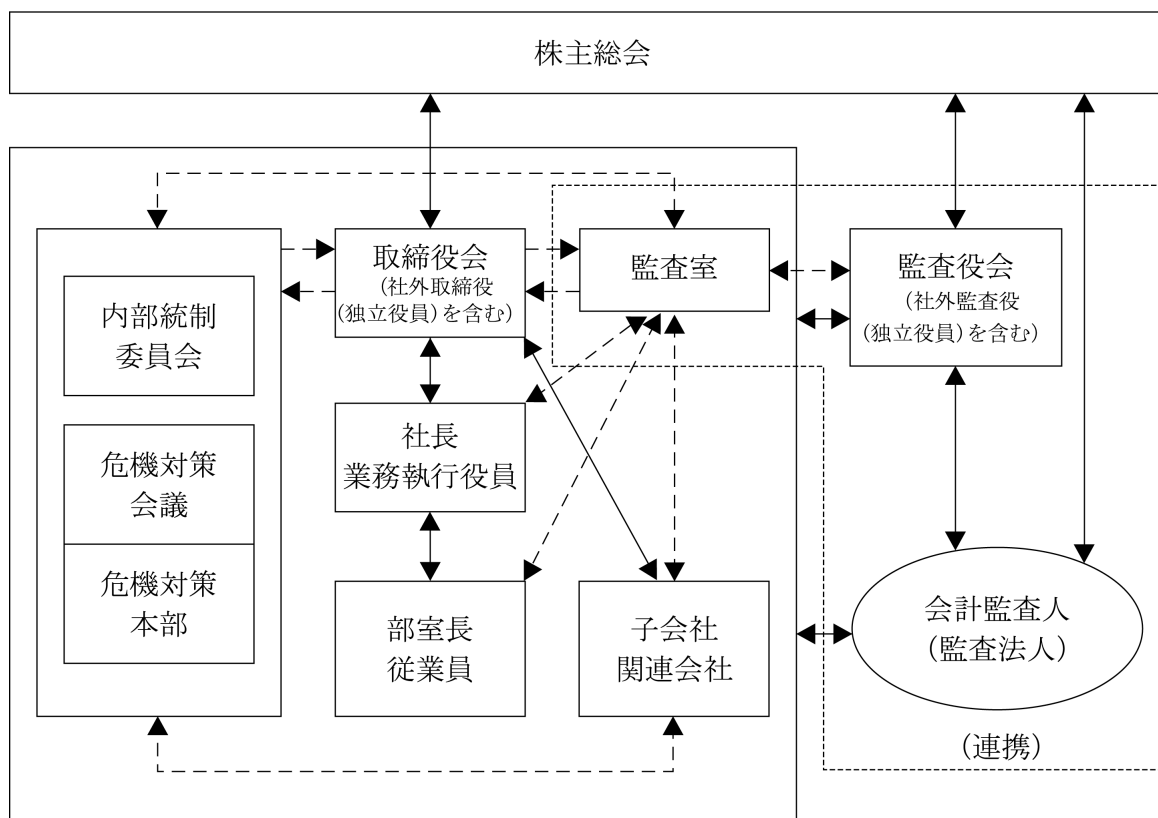 株主総会
内部統制
委員会
危機対策
会議
危機対策
本部
取締役会
(社外取締役
(独立役員)を含む)
社長
業務執行役員
部室長
従業員
監査室
子会社
関連会社
監査役会
(社外監査役
(独立役員)を含む)
会計監査人
(監査法人)
(連携)